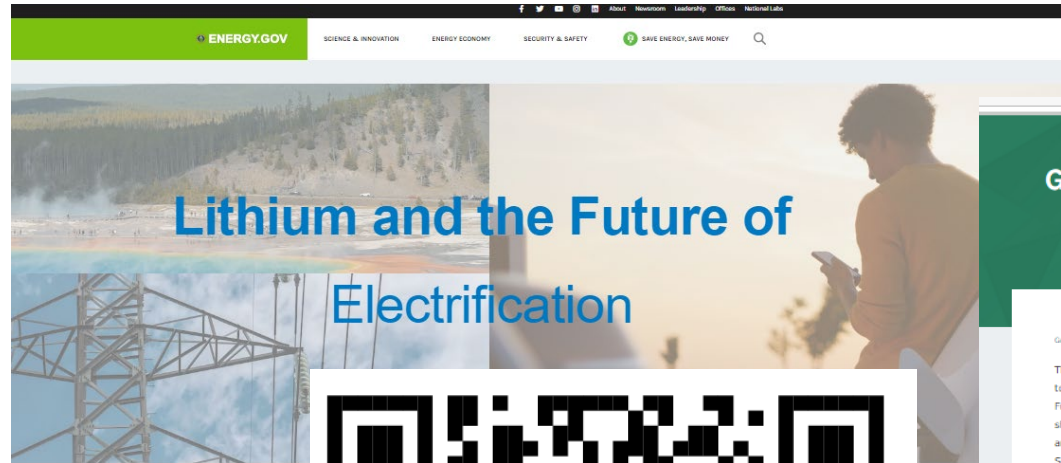 About Newsroom Leadership Offices National Labs
ENERGY.GOV SCIENCE & INNOVATION ENERGY ECONOMY SECURITY & SAFETY SAVE ENERGY, SAVE MONEY
Lithium and the Future of
Electrification
G